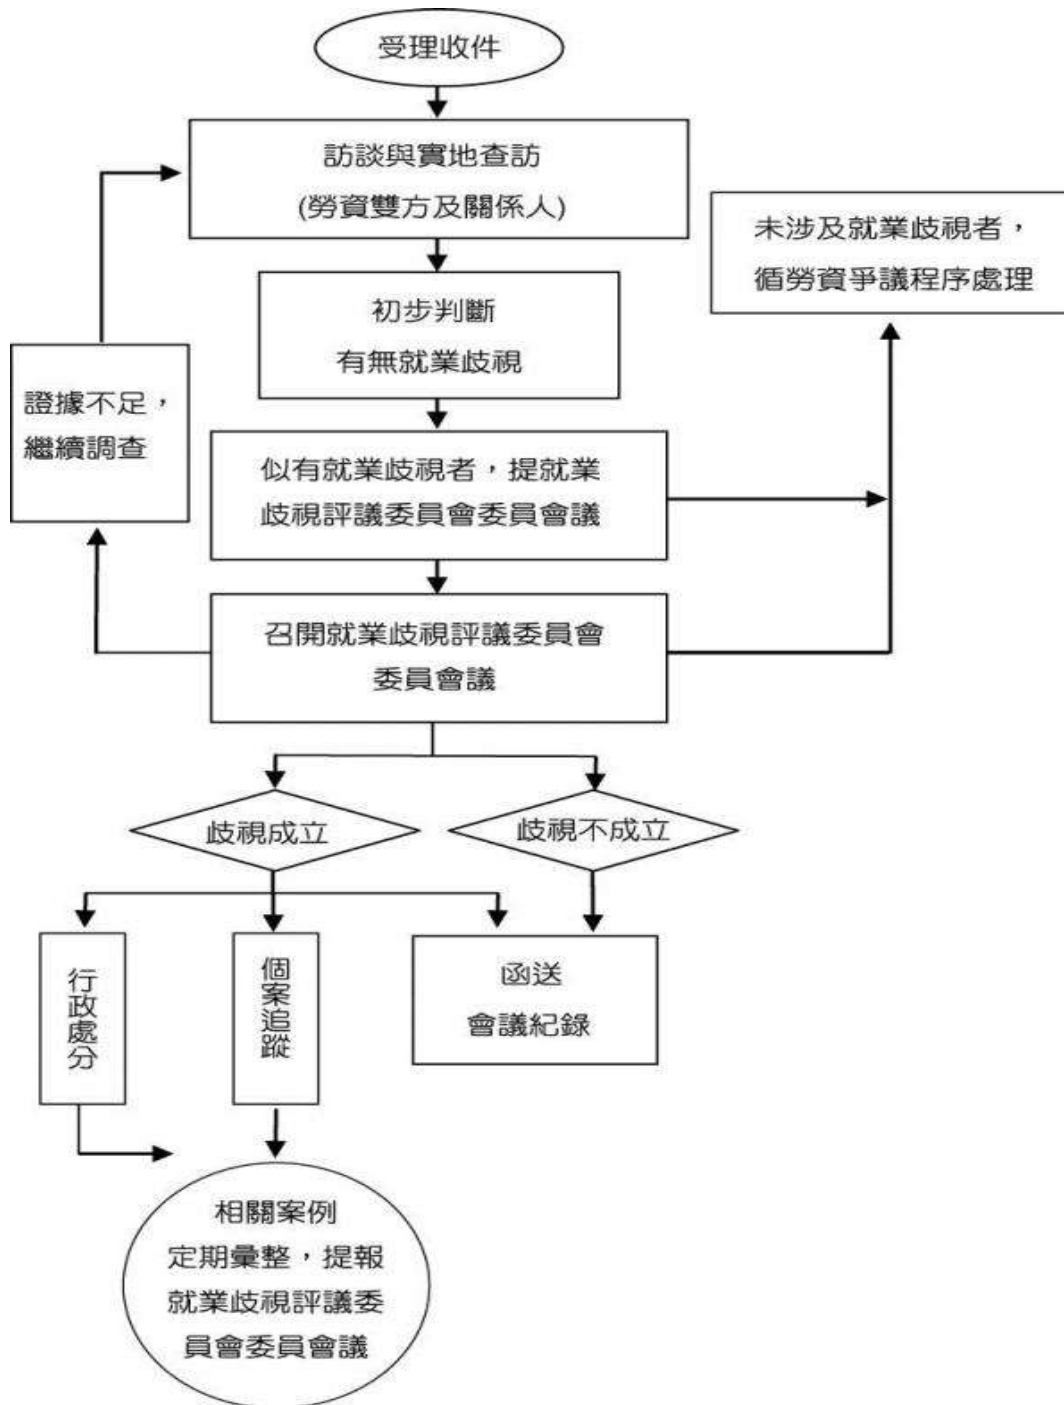 受理收件
訪談與實地查訪
(勞資雙方及關係人)
未涉及就業歧視者，
循勞資爭議程序處理
初步判斷
有無就業歧視
證據不足，
繼續調查
似有就業歧視者，提就業
歧視評議委員會委員會議
召開就業歧視評議委員會
委員會議
歧視成立
歧視不成立
行政處分
個案追蹤
函送
會議紀錄
相關案例
定期彙整，提報
就業歧視評議委
員會委員會議